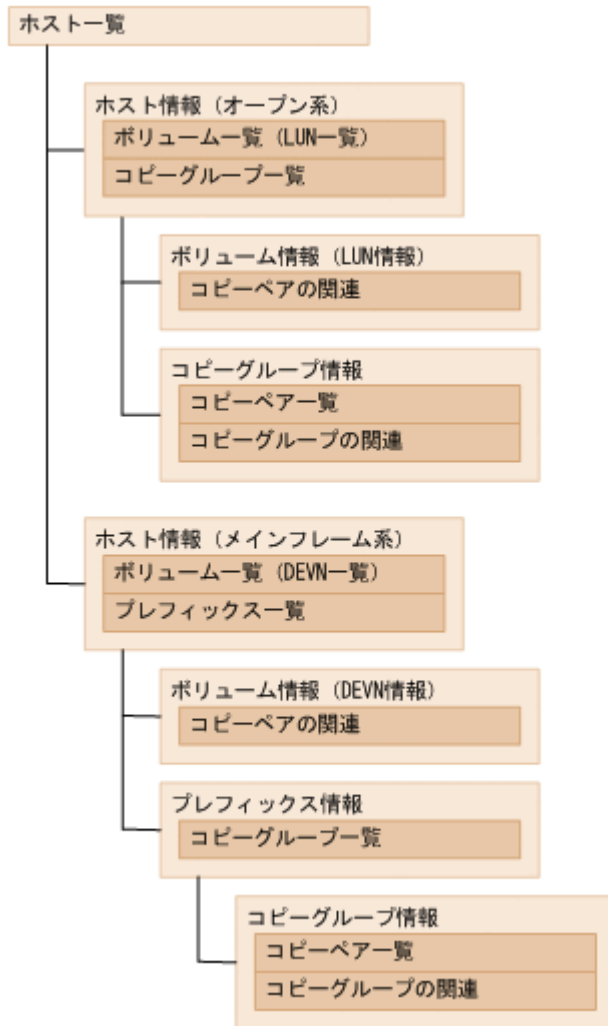 ホスト一覧
ホスト情報（オープン系）
ボリューム一覧（LUN一覧）
コピーグループ一覧
ボリューム情報（LUN情報）
コピーペアの関連
コピーグループ情報
コピーペア一覧
コピーグループの関連
ホスト情報（メインフレーム系）
ボリューム一覧（DEVN一覧）
プレフィックス一覧
ボリューム情報（DEVN情報）
コピーペアの関連
プレフィックス情報
コピーグループ一覧
コピーグループ情報
コピーペア一覧
コピーグループの関連